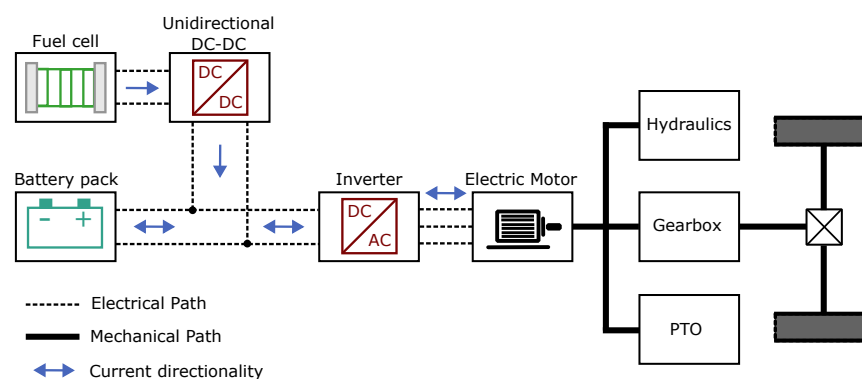 Unidirectional
DC-DC
Fuel cell
DC
DC
Hydraulics
Battery pack
Inverter
Electric Motor
- +
DC
AC
Gearbox
Electrical Path
Mechanical Path
PTO
Current directionality